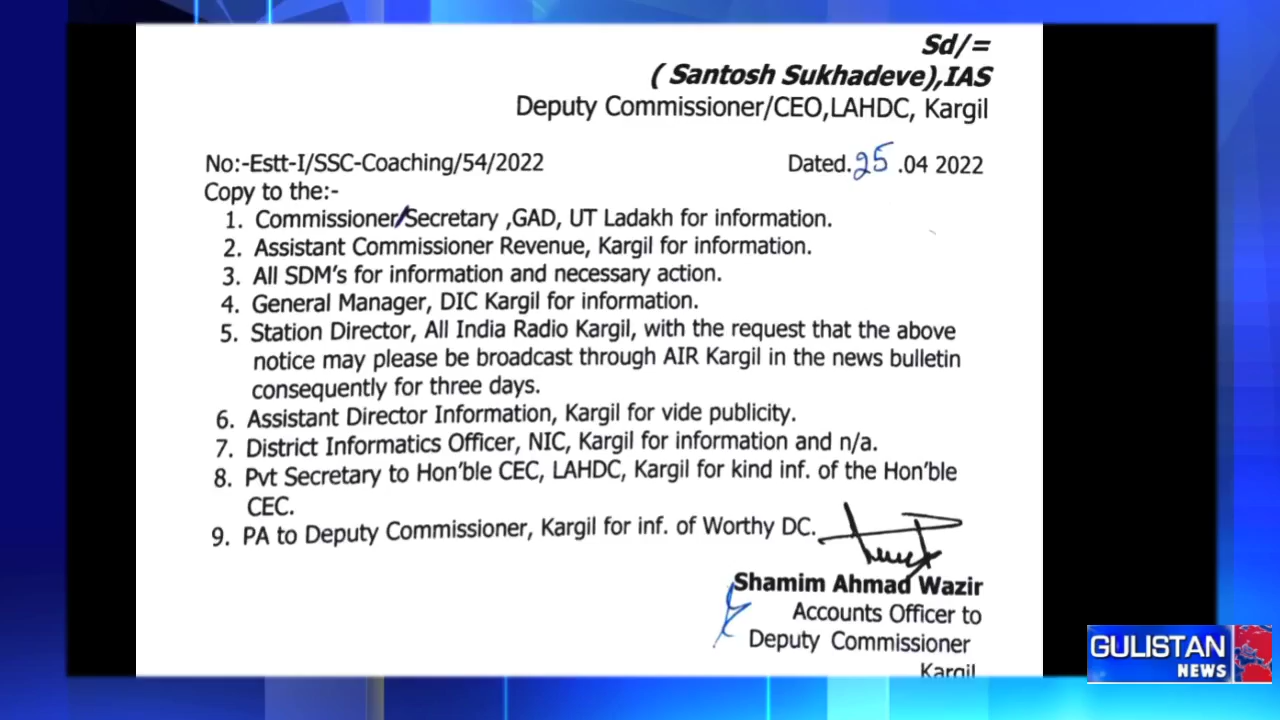 Sd/=
( Santosh Sukhadeve),IAS
Deputy Commissioner/CEO,LAHDC, Kargil
No:-Estt-I/SSC-Coaching/54/2022 Dated.25.04 2022
Copy to the:-
1. Commissioner/Secretary ,GAD, UT Ladakh for information.
2. Assistant Commissioner Revenue, Kargil for information.
3. All SDM's for information and necessary action.
4. General Manager, DIC Kargil for information.
5. Station Director, All India Radio Kargil, with the request that the above
notice may please be broadcast through AIR Kargil in the news bulletin
consequently for three days.
6. Assistant Director Information, Kargil for vide publicity.
7. District Informatics Officer, NIC, Kargil for information and n/a.
8. Pvt Secretary to Hon'ble CEC, LAHDC, Kargil for kind inf. of the Hon'ble
CEC.
9. PA to Deputy Commissioner, Kargil for inf. of Worthy DC.
Shamim Ahmad Wazir
Accounts Officer to
Deputy Commissioner
Kargil
GULISTAN
NEWS